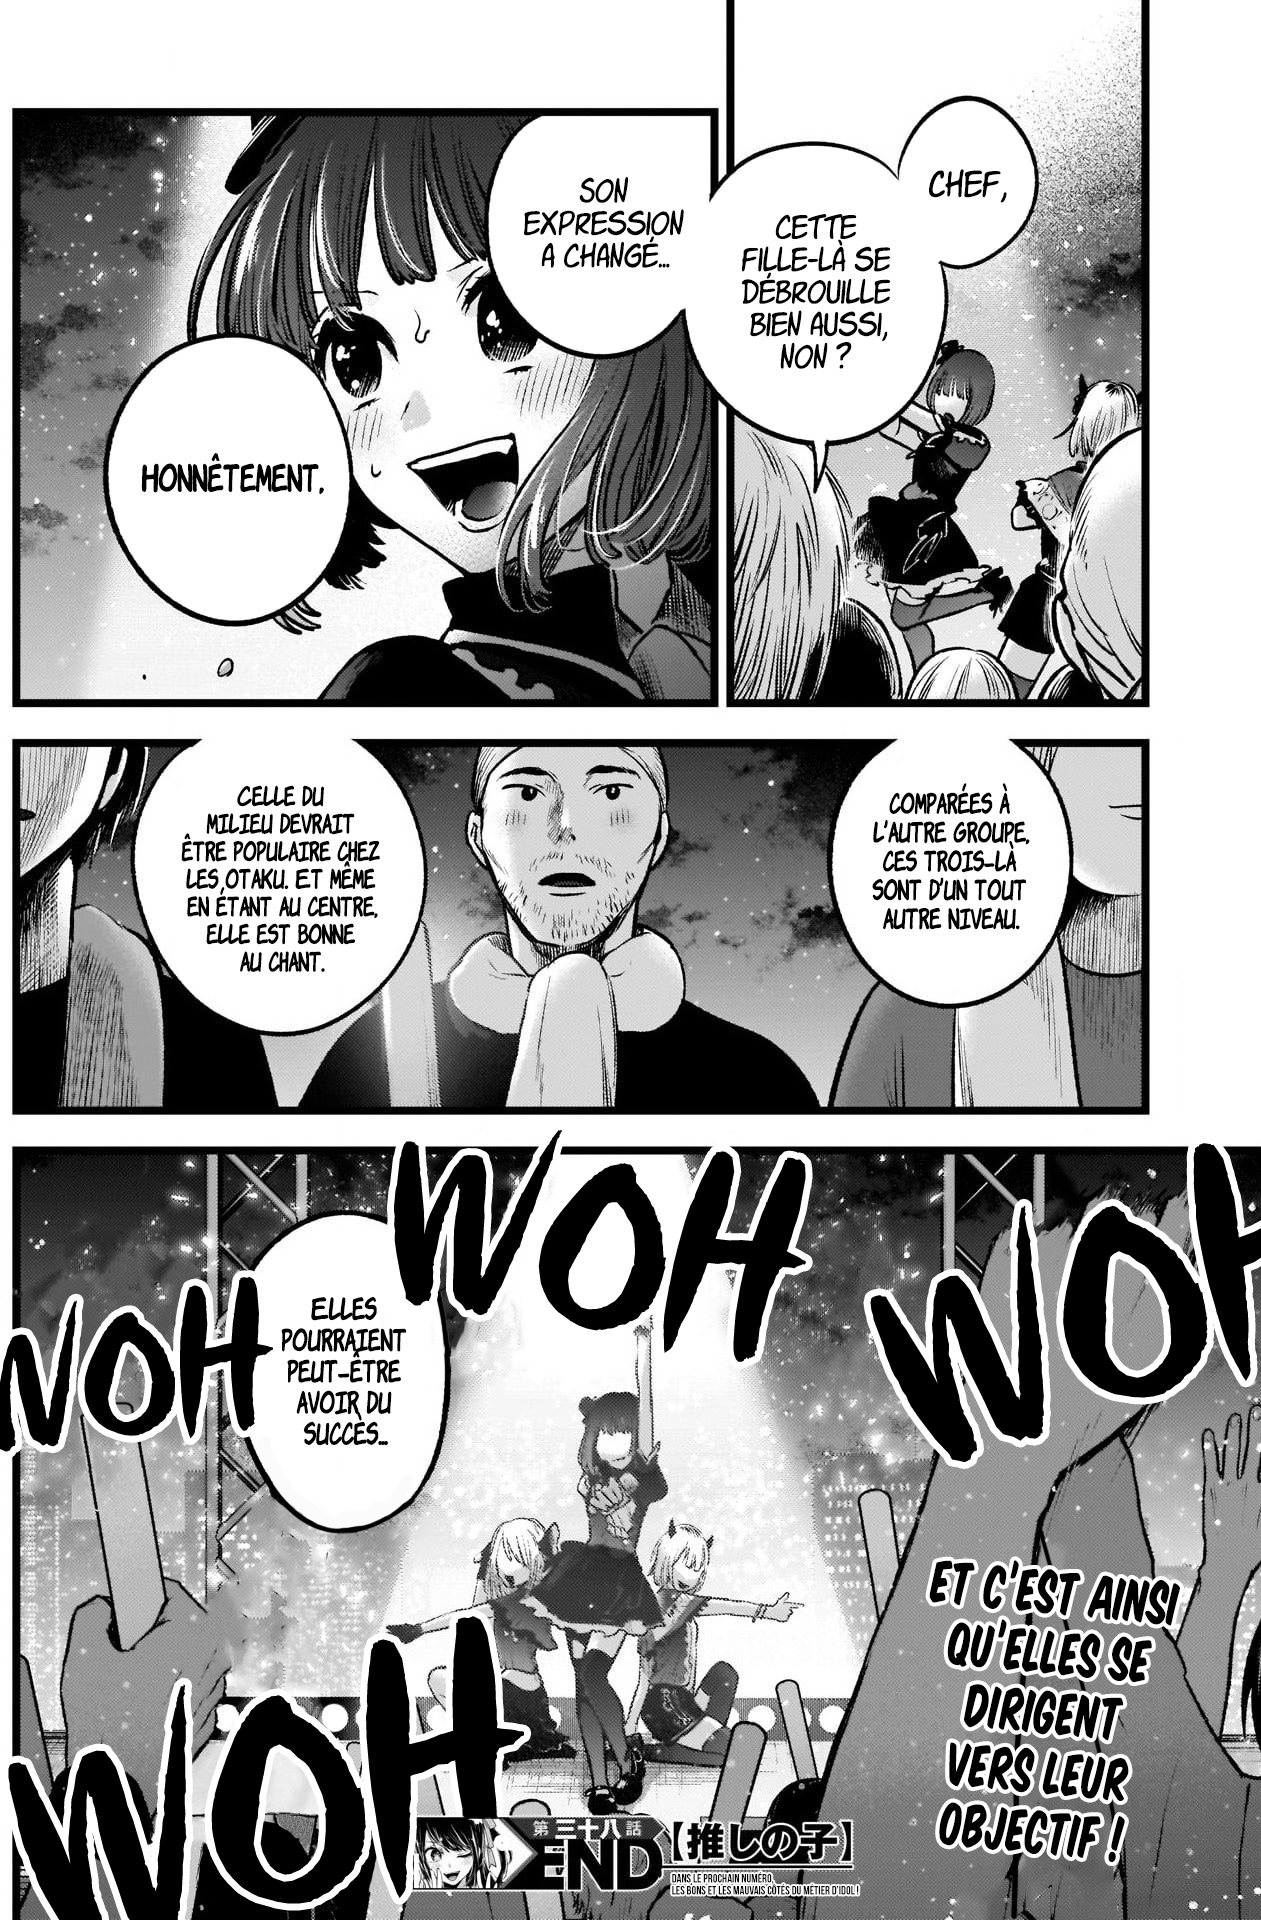 CHEF,
CETTE
FILLE-LÀ SE
DÉBROUILLE
BIEN AUSSI,
NON ?
SON
EXPRESSION
A CHANGÉ...
HONNÊTEMENT,
COMPARÉES À
L'AUTRE GROUPE,
CES TROIS-LÀ
SONT D'UN TOUT
AUTRE NIVEAU.
CELLE DU
MILIEU DEVRAIT
ÊTRE POPULAIRE CHEZ
LES OTAKU. ET MÊME
EN ÉTANT AU CENTRE,
ELLE EST BONNE
AU CHANT.
WOH
WOH
WOH
ELLES
POURRAIENT
PEUT-ÊTRE
AVOIR DU
SUCCÈS...
WOH
ET C'EST AINSI
QU'ELLES SE
DIRIGENT
VERS LEUR
OBJECTIF !
第三十八話
END
【推しの子】
DANS LE PROCHAIN NUMÉRO,
LES BONS ET LES MAUVAIS CÔTÉS DU MÉTIER D'IDOL !